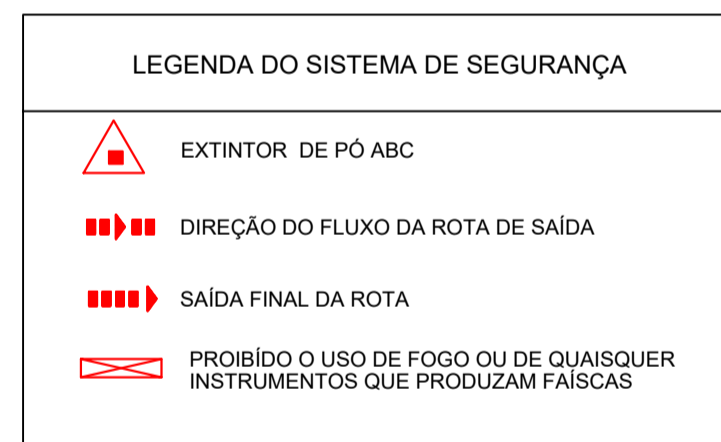 LEGENDA DO SISTEMA DE SEGURANÇA
EXTINTOR DE PÓ ABC
DIREÇÃO DO FLUXO DA ROTA DE SAÍDA
SAÍDA FINAL DA ROTA
PROIBÍDO O USO DE FOGO OU DE QUAISQUER
INSTRUMENTOS QUE PRODUZAM FAÍSCAS